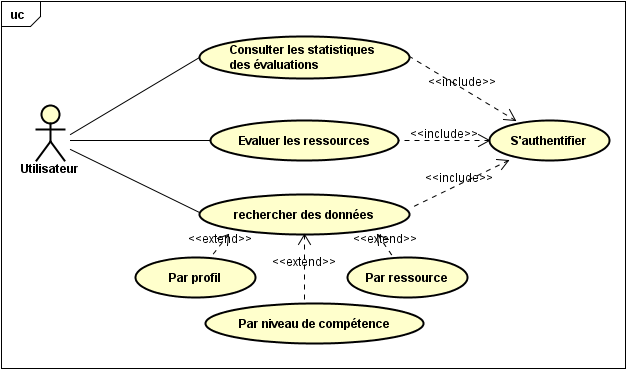 uc
Consulter les statistiques
des évaluations
<<include>>
Utilisateur
Evaluer les ressources
<<include>>
S'authentifier
<<include>>
rechercher des données
<<extend>>
<<extend>>
<<extend>>
Par profil
Par ressource
Par niveau de compétence